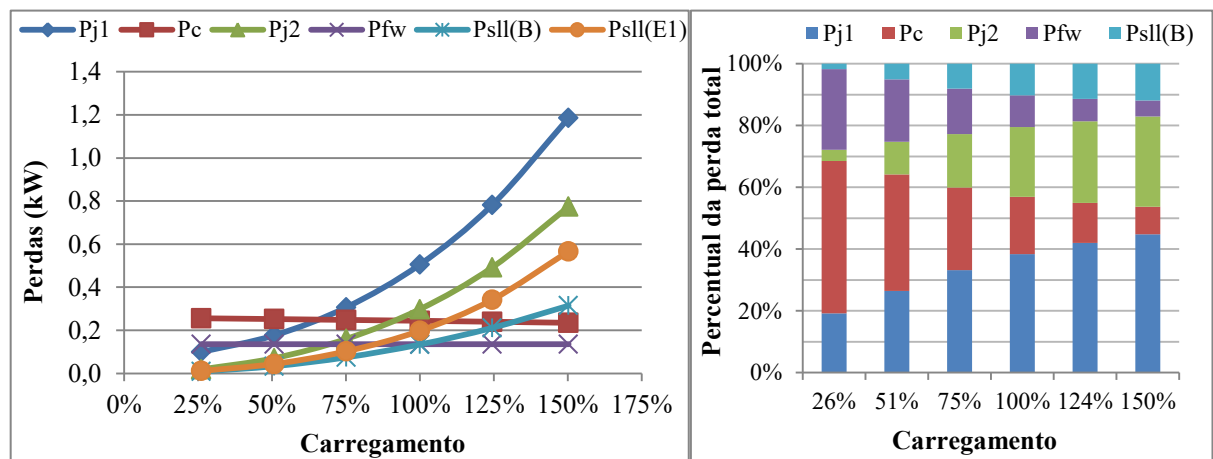 Pj1 Pc Pj2 Pfw Psll(B) Psll(E1)
Perdas (kW)
1,4
1,2
1,0
0,8
0,6
0,4
0,2
0,0
0% 25% 50% 75% 100% 125% 150% 175%
Carregamento
Pj1 Pc Pj2 Pfw Psll(B)
Percentual da perda total
100%
80%
60%
40%
20%
0%
26% 51% 75% 100% 124% 150%
Carregamento